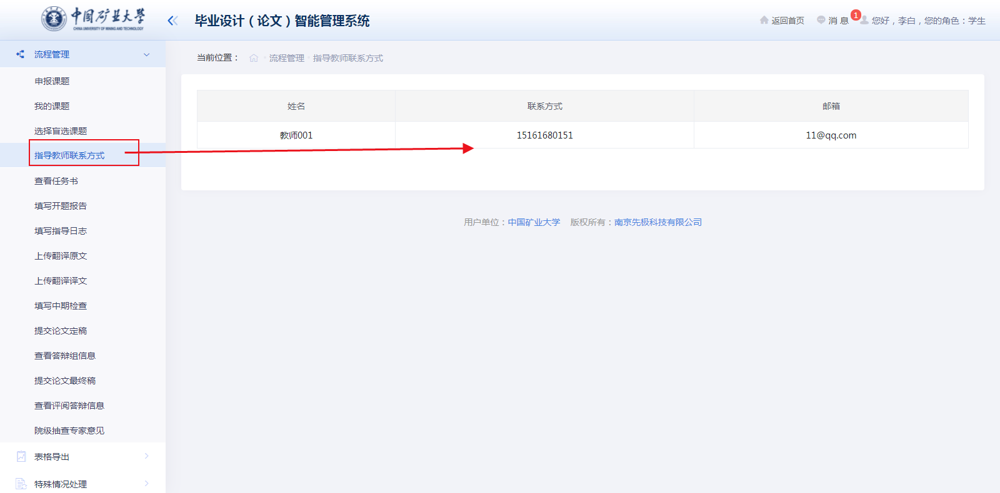 中国矿业大学
CHINA UNIVERSITY OF MINING AND TECHNOLOGY
毕业设计（论文）智能管理系统
返回首页 消 息 1 您好，李白，您的角色：学生
流程管理
申报课题
我的课题
选择盲选课题
指导教师联系方式
查看任务书
填写开题报告
填写指导日志
上传翻译原文
上传翻译译文
填写中期检查
提交论文定稿
查看答辩组信息
提交论文最终稿
查看评阅答辩信息
院级抽查专家意见
表格导出
特殊情况处理
当前位置： 流程管理 指导教师联系方式
姓名 联系方式 邮箱
教师001 15161680151 11@qq.com
用户单位：中国矿业大学 版权所有：南京先极科技有限公司